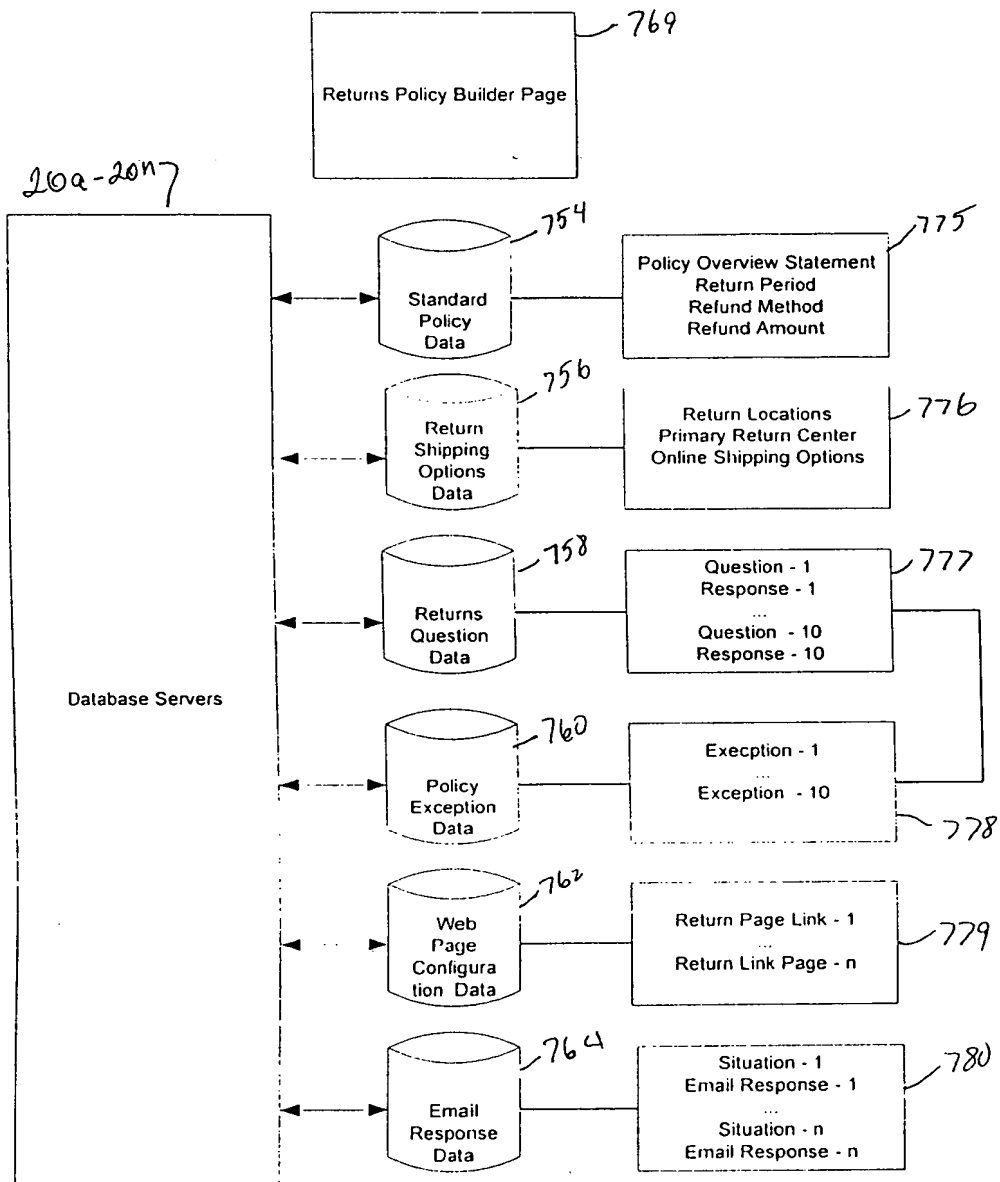 769
Returns Policy Builder Page
20a-20n
754
775
Standard
Policy
Data
Policy Overview Statement
Return Period
Refund Method
Refund Amount
756
776
Return
Shipping
Options
Data
Return Locations
Primary Return Center
Online Shipping Options
758
777
Returns
Question
Data
Question - 1
Response - 1
...
Question - 10
Response - 10
Database Servers
760
Policy
Exception
Data
Execption - 1
...
Exception - 10
778
762
Web
Page
Configura
tion Data
Return Page Link - 1
...
Return Link Page - n
779
764
Email
Response
Data
Situation - 1
Email Response - 1
...
Situation - n
Email Response - n
780